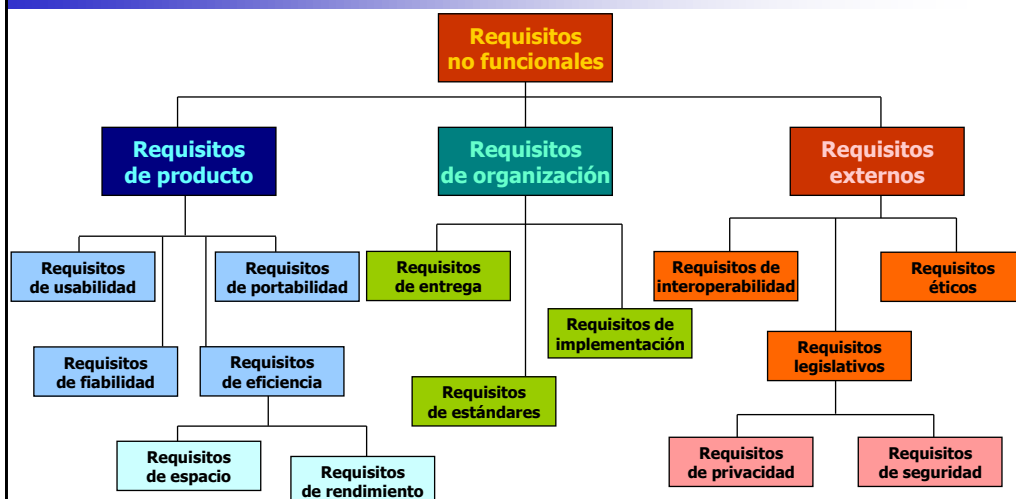 Requisitos
no funcionales
Requisitos
de producto
Requisitos
de organización
Requisitos
externos
Requisitos
de usabilidad
Requisitos
de portabilidad
Requisitos
de entrega
Requisitos de
interoperabilidad
Requisitos
éticos
Requisitos de
implementación
Requisitos
de fiabilidad
Requisitos
de eficiencia
Requisitos
legislativos
Requisitos
de estándares
Requisitos
de espacio
Requisitos
de rendimiento
Requisitos
de privacidad
Requisitos
de seguridad